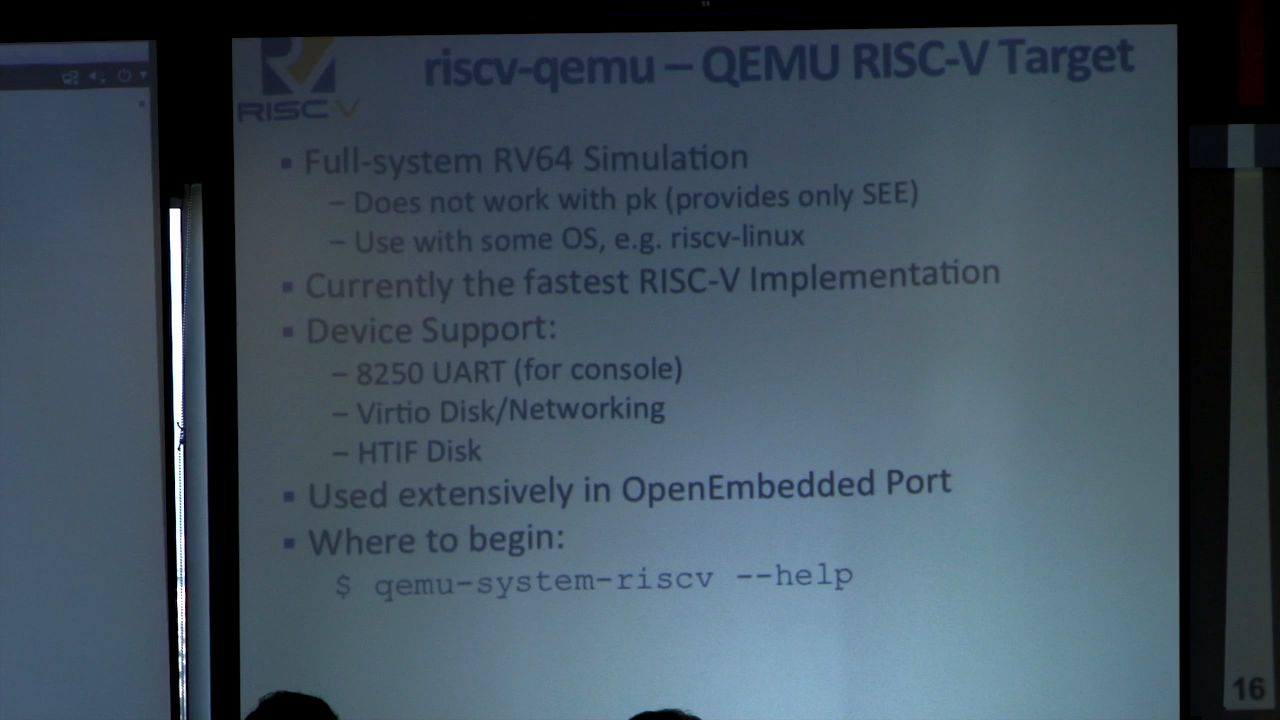 riscv-qemu – QEMU RISC-V Target
RISC-V
▪ Full-system RV64 Simulation
– Does not work with pk (provides only SEE)
– Use with some OS, e.g. riscv-linux
▪ Currently the fastest RISC-V Implementation
▪ Device Support:
– 8250 UART (for console)
– Virtio Disk/Networking
– HTIF Disk
▪ Used extensively in OpenEmbedded Port
▪ Where to begin:
$ qemu-system-riscv --help
16